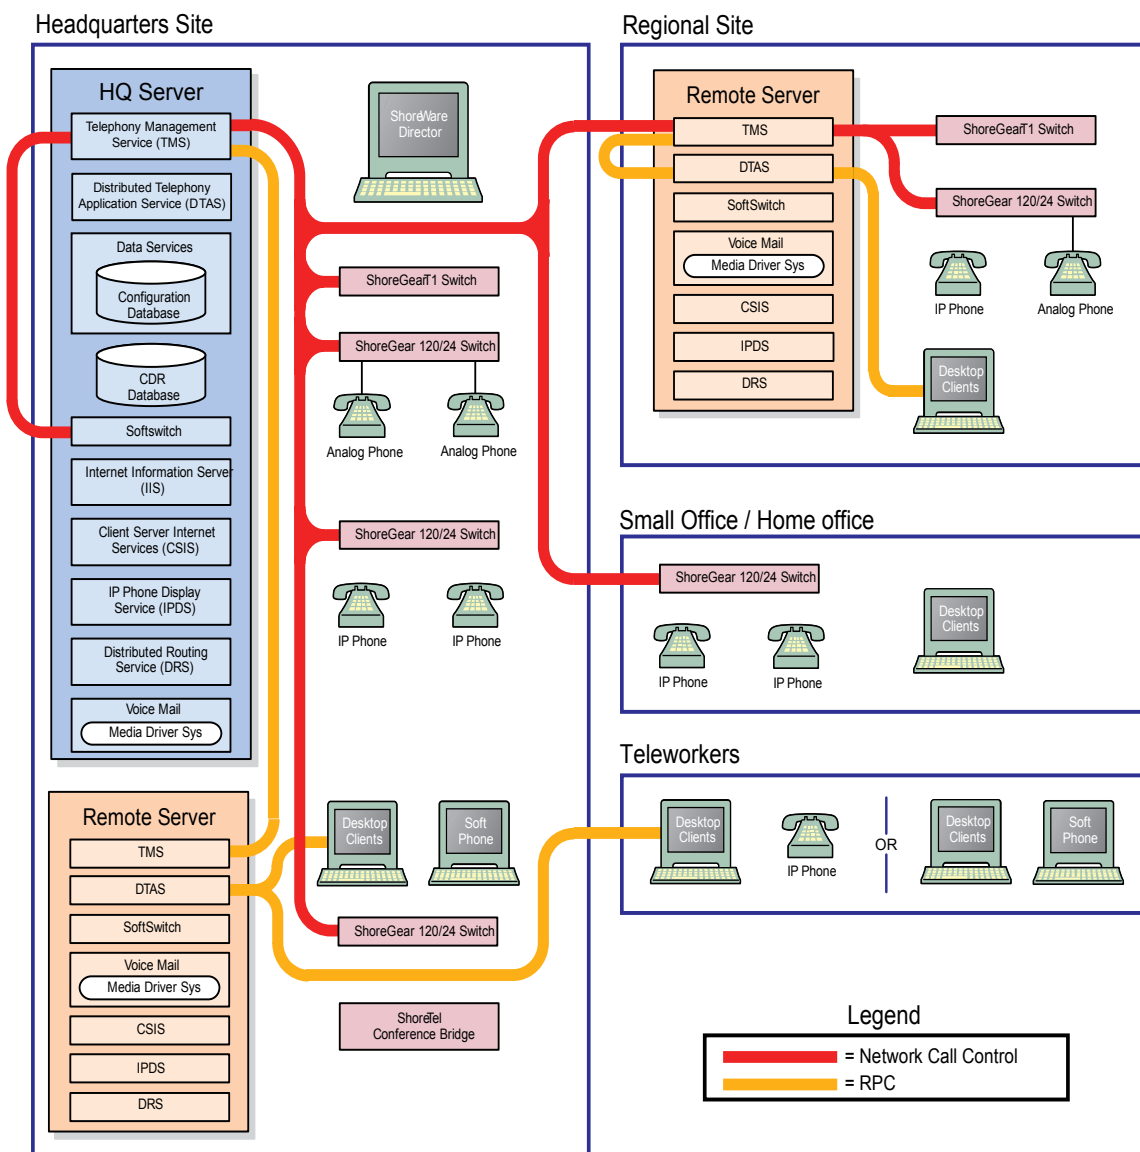 Headquarters Site
HQ Server
Telephony Management
Service (TMS)
Distributed Telephony
Application Service (DTAS)
Data Services
Configuration
Database
CDR
Database
Softswitch
Internet Information Server
(IIS)
Client Server Internet
Services (CSIS)
IP Phone Display
Service (IPDS)
Distributed Routing
Service (DRS)
Voice Mail
Media Driver Sys
Remote Server
TMS
DTAS
SoftSwitch
Voice Mail
Media Driver Sys
CSIS
IPDS
DRS
ShoreWare
Director
ShoreGear-T1 Switch
ShoreGear 120/24 Switch
Analog Phone
Analog Phone
ShoreGear 120/24 Switch
IP Phone
IP Phone
Desktop
Clients
Soft
Phone
ShoreGear 120/24 Switch
ShoreTel
Conference Bridge
Regional Site
Remote Server
TMS
DTAS
SoftSwitch
Voice Mail
Media Driver Sys
CSIS
IPDS
DRS
ShoreGear-T1 Switch
ShoreGear 120/24 Switch
IP Phone
Analog Phone
Desktop
Clients
Small Office / Home office
ShoreGear 120/24 Switch
IP Phone
IP Phone
Desktop
Clients
Teleworkers
Desktop
Clients
IP Phone
OR
Desktop
Clients
Soft
Phone
Legend
= Network Call Control
= RPC